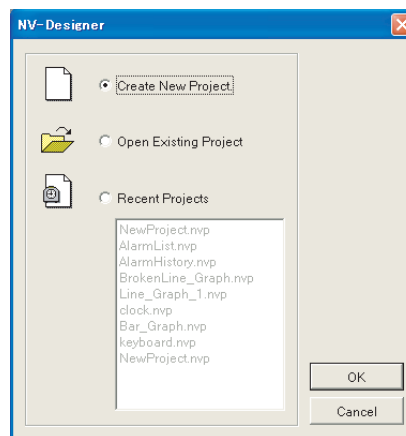 NV-Designer
Create New Project.
Open Existing Project
Recent Projects
NewProject.nvp
AlarmList.nvp
AlarmHistory.nvp
BrokenLine_Graph.nvp
Line_Graph_1.nvp
clock.nvp
Bar_Graph.nvp
keyboard.nvp
NewProject.nvp
OK
Cancel